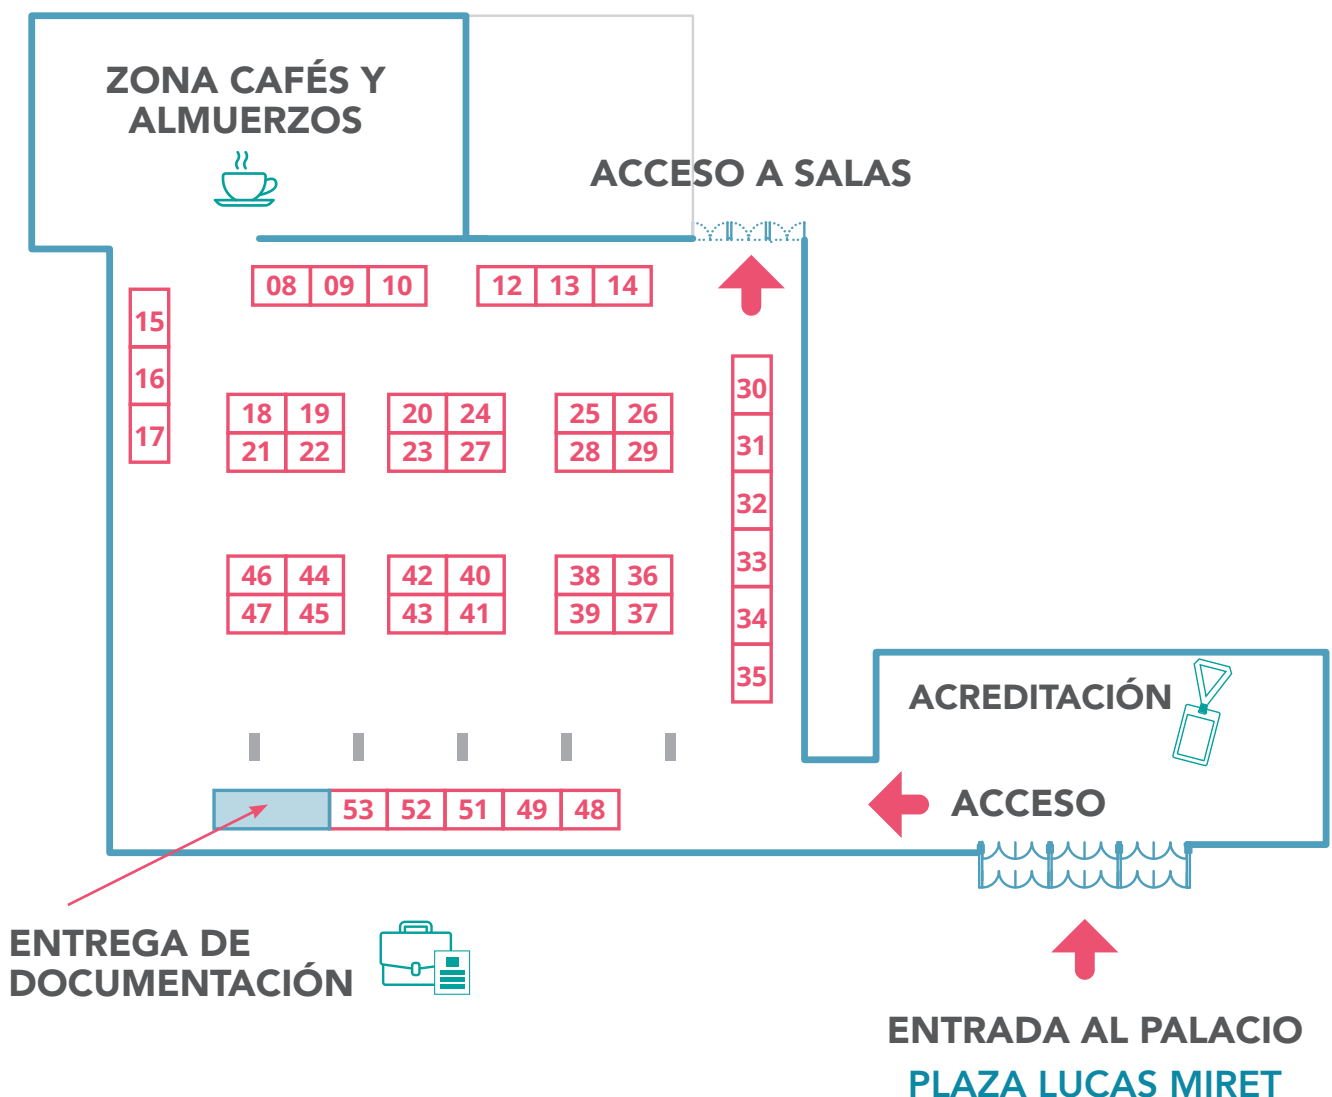 ZONA CAFÉS Y
ALMUERZOS
ACCESO A SALAS
08 09 10 12 13 14
15
16
17
18 19 20 24 25 26
21 22 23 27 28 29
30
31
32
33
34
35
46 44 42 40 38 36
47 45 43 41 39 37
ACREDITACIÓN
ACCESO
53 52 51 49 48
ENTREGA DE
DOCUMENTACIÓN
ENTRADA AL PALACIO
PLAZA LUCAS MIRET